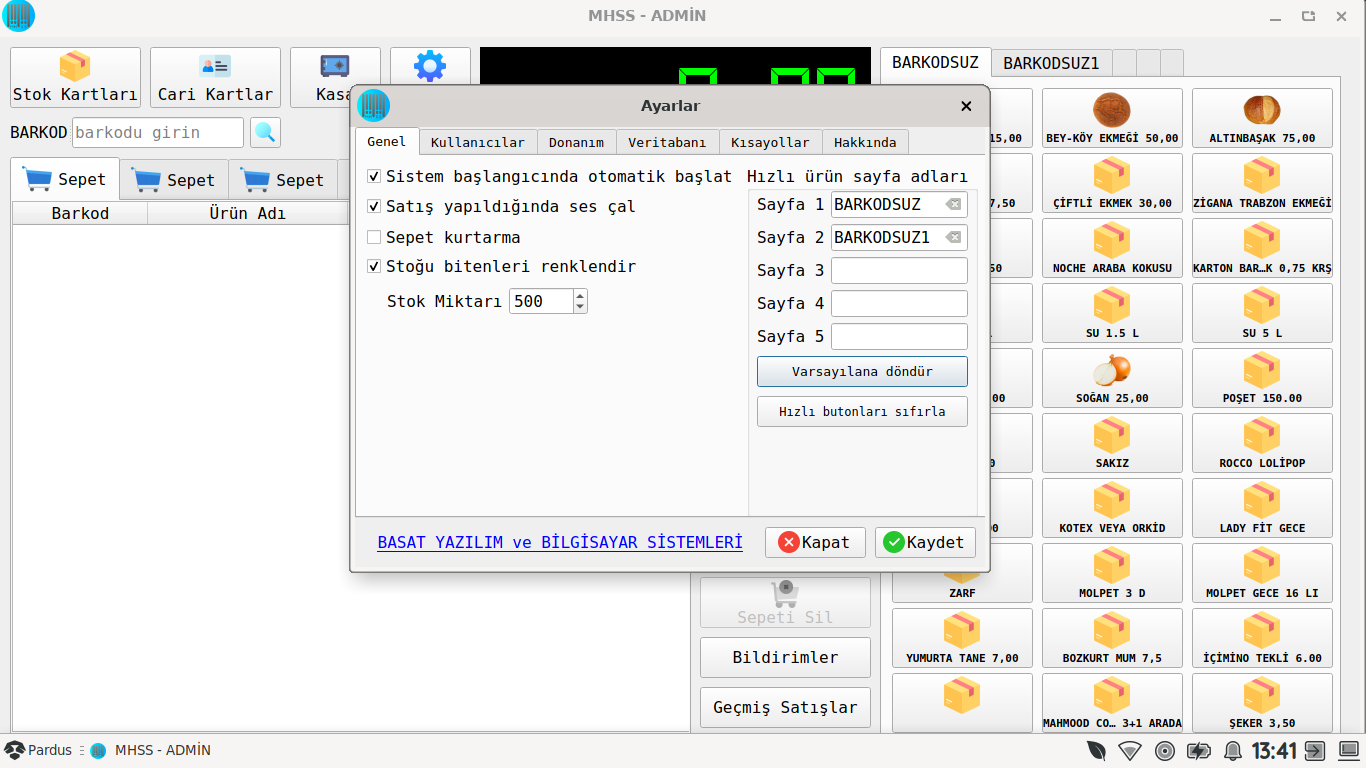 MHSS - ADMİN
Stok Kartları
Cari Kartlar
Kasa
BARKOD
barkodu girin
Sepet
Sepet
Sepet
Barkod
Ürün Adı
Ayarlar
Genel
Kullanıcılar
Donanım
Veritabanı
Kısayollar
Hakkında
Sistem başlangıcında otomatik başlat
Satış yapıldığında ses çal
Sepet kurtarma
Stoğu bitenleri renklendir
Stok Miktarı 500
Hızlı ürün sayfa adları
Sayfa 1 BARKODSUZ
Sayfa 2 BARKODSUZ1
Sayfa 3
Sayfa 4
Sayfa 5
Varsayılana döndür
Hızlı butonları sıfırla
BASAT YAZILIM ve BİLGİSAYAR SİSTEMLERİ
Kapat
Kaydet
Sepeti Sil
Bildirimler
Geçmiş Satışlar
BARKODSUZ
BARKODSUZ1
15,00
BEY-KÖY EKMEĞİ 50,00
ALTINBAŞAK 75,00
7,50
ÇİFTLİ EKMEK 30,00
ZİGANA TRABZON EKMEĞİ
50
NOCHE ARABA KOKUSU
KARTON BAR…K 0,75 KRŞ
SU 1.5 L
SU 5 L
00
SOĞAN 25,00
POŞET 150.00
SAKIZ
ROCCO LOLİPOP
KOTEX VEYA ORKİD
LADY FİT GECE
ZARF
MOLPET 3 D
MOLPET GECE 16 LI
YUMURTA TANE 7,00
BOZKURT MUM 7,5
İÇİMİNO TEKLİ 6.00
MAHMOOD CO… 3+1 ARADA
ŞEKER 3,50
Pardus
MHSS - ADMİN
13:41